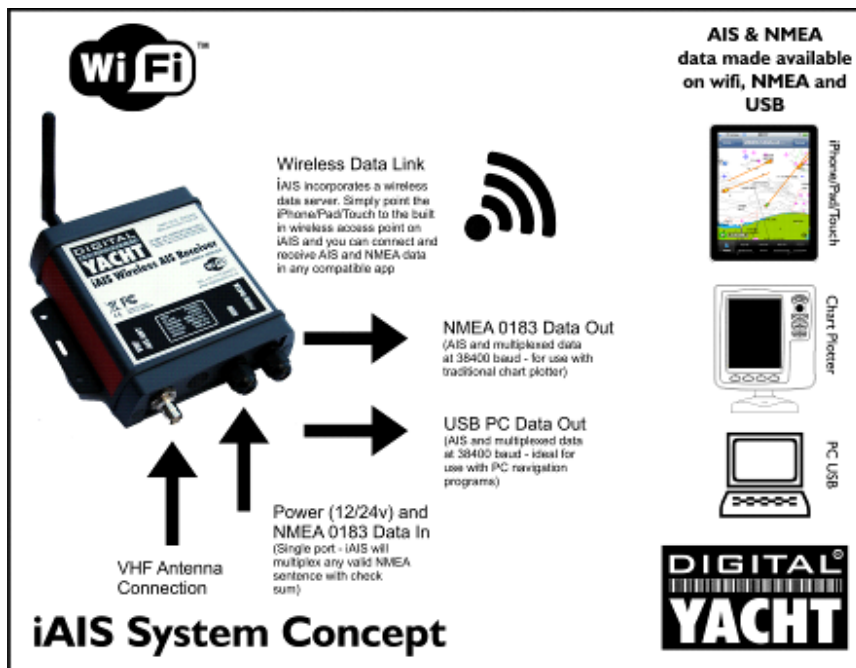 Wi Fi™
AIS & NMEA
data made available
on wifi, NMEA and
USB
Wireless Data Link
iAIS incorporates a wireless
data server. Simply point the
iPhone/Pad/Touch to the built
in wireless access point on
iAIS and you can connect and
receive AIS and NMEA data
in any compatible app
iPhone/Pad/Touch
DIGITAL
YACHT
iAIS Wireless AIS Receiver
Wi Fi
FC
NMEA 0183 Data Out
(AIS and multiplexed data
at 38400 baud - for use with
traditional chart plotter)
Chart Plotter
USB PC Data Out
(AIS and multiplexed data
at 38400 baud - ideal for
use with PC navigation
programs)
PC USB
Power (12/24v) and
NMEA 0183 Data In
(Single port - iAIS will
multiplex any valid NMEA
sentence with check
sum)
VHF Antenna
Connection
DIGITAL®
YACHT
iAIS System Concept